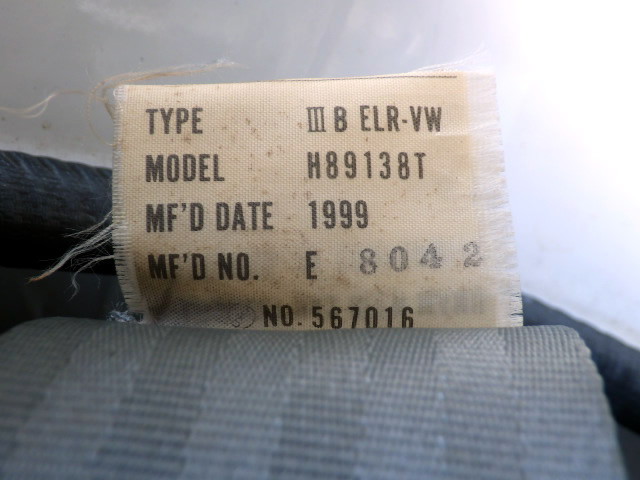 TYPE Ⅲ B ELR-VW
MODEL H89138T
MF'D DATE 1999
MF'D NO. E 8042
NO. 567016